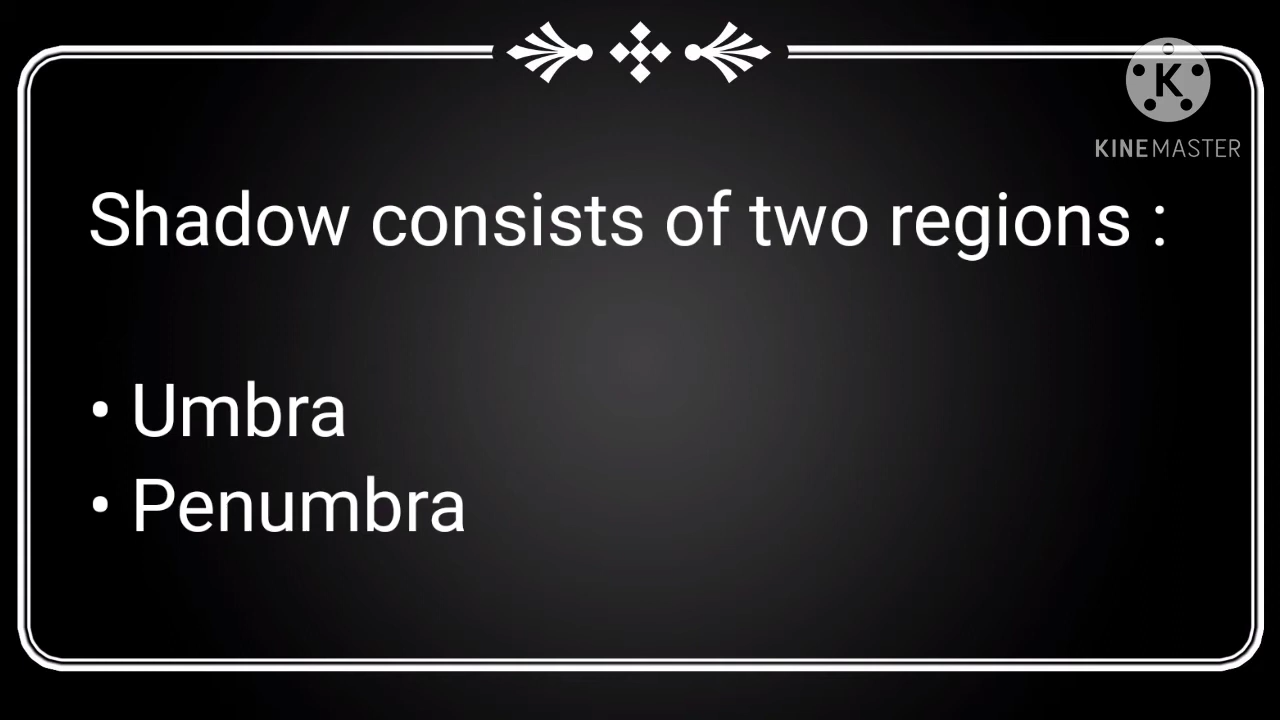 K
KINEMASTER
Shadow consists of two regions :
• Umbra
• Penumbra